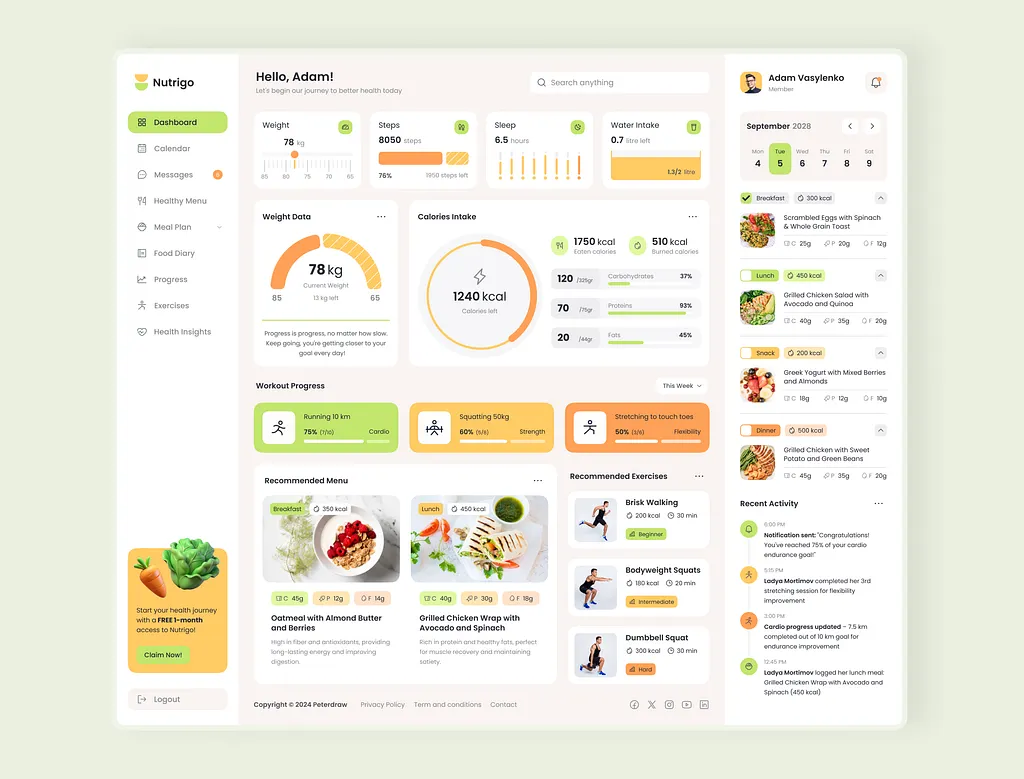 Nutrigo
Dashboard
Calendar
Messages
Healthy Menu
Meal Plan
Food Diary
Progress
Exercises
Health Insights
Start your health journey
with a FREE 1-month
access to Nutrigo!
Claim Now!
Logout
Hello, Adam!
Let's begin our journey to better health today
Search anything
Weight
78 kg
85 80 75 70 65
Steps
8050 steps
76% 1950 steps left
Sleep
6.5 hours
Water Intake
0.7 litre left
1.3/2 litre
Weight Data
78 kg
Current Weight
85 13 kg left 65
Progress is progress, no matter how slow.
Keep going, you're getting closer to your
goal every day!
Calories Intake
1240 kcal
Calories left
1750 kcal
Eaten calories
510 kcal
Burned calories
120 /325gr Carbohydrates 37%
70 /75gr Proteins 93%
20 /44gr Fats 45%
Workout Progress
This Week
Running 10 km
75% (7/10) Cardio
Squatting 50kg
60% (5/8) Strength
Stretching to touch toes
50% (3/6) Flexibility
Recommended Menu
Breakfast 350 kcal
C 45g P 12g F 14g
Oatmeal with Almond Butter
and Berries
High in fiber and antioxidants, providing
long-lasting energy and improving
digestion.
Lunch 450 kcal
C 40g P 30g F 18g
Grilled Chicken Wrap with
Avocado and Spinach
Rich in protein and healthy fats, perfect
for muscle recovery and maintaining
satiety.
Recommended Exercises
Brisk Walking
200 kcal 30 min
Beginner
Bodyweight Squats
180 kcal 20 min
Intermediate
Dumbbell Squat
300 kcal 30 min
Hard
Copyright © 2024 Peterdraw Privacy Policy Term and conditions Contact
Adam Vasylenko
Member
September 2028
Mon Tue Wed Thu Fri Sat
4 5 6 7 8 9
Breakfast 300 kcal
Scrambled Eggs with Spinach
& Whole Grain Toast
C 25g P 20g F 12g
Lunch 450 kcal
Grilled Chicken Salad with
Avocado and Quinoa
C 40g P 35g F 20g
Snack 200 kcal
Greek Yogurt with Mixed Berries
and Almonds
C 18g P 12g F 10g
Dinner 500 kcal
Grilled Chicken with Sweet
Potato and Green Beans
C 45g P 35g F 20g
Recent Activity
6:00 PM
Notification sent: "Congratulations!
You've reached 75% of your cardio
endurance goal!"
5:15 PM
Ladya Mortimov completed her 3rd
stretching session for flexibility
improvement
3:00 PM
Cardio progress updated – 7.5 km
completed out of 10 km goal for
endurance improvement
12:45 PM
Ladya Mortimov logged her lunch meal:
Grilled Chicken Wrap with Avocado and
Spinach (450 kcal)